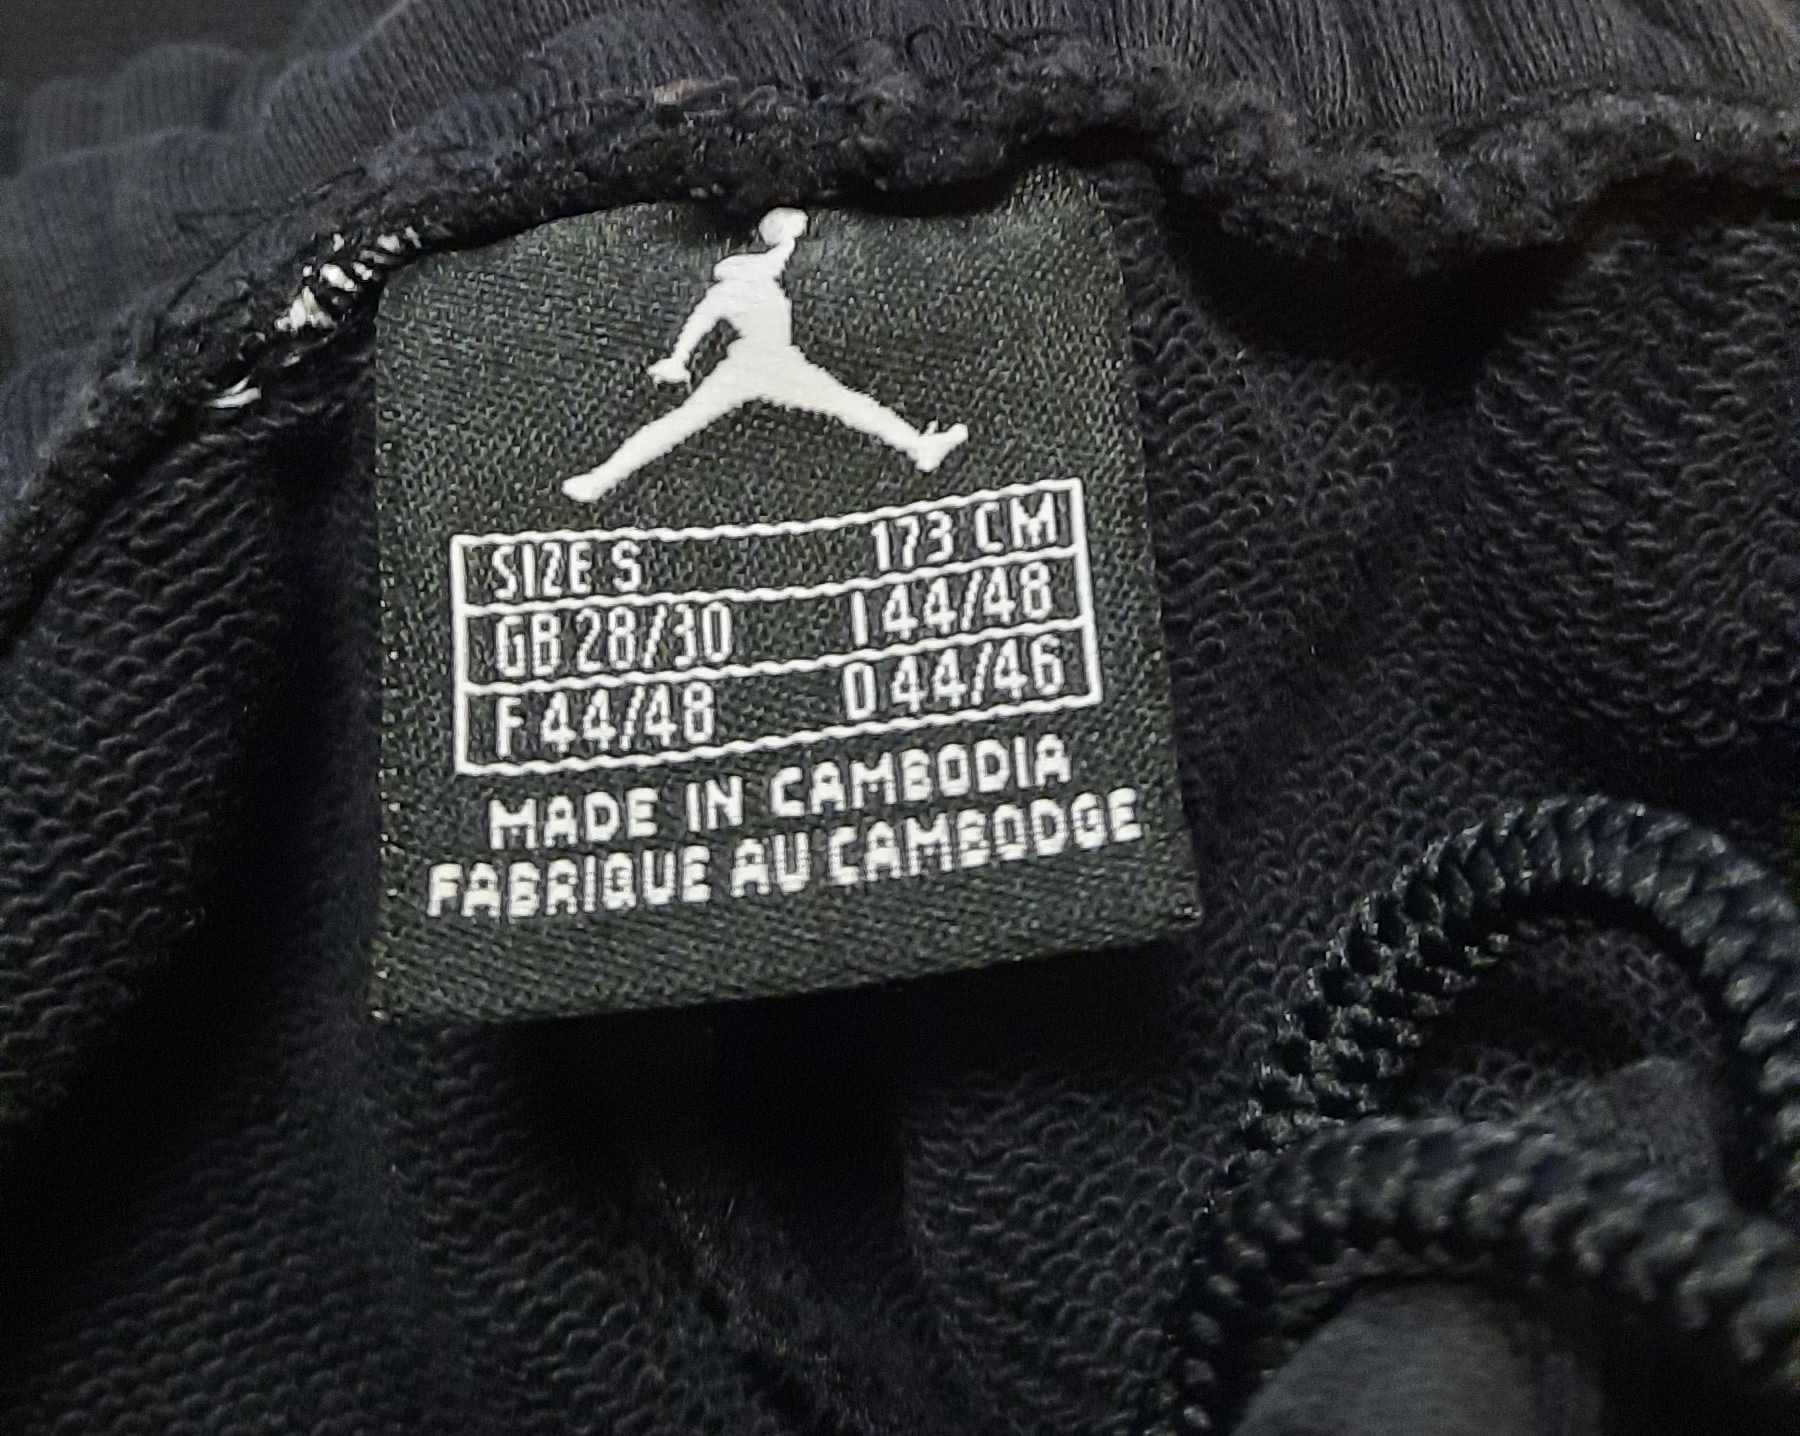 SIZE S 173 CM
GB 28/30 I 44/48
F 44/48 D 44/46
MADE IN CAMBODIA
FABRIQUE AU CAMBODGE